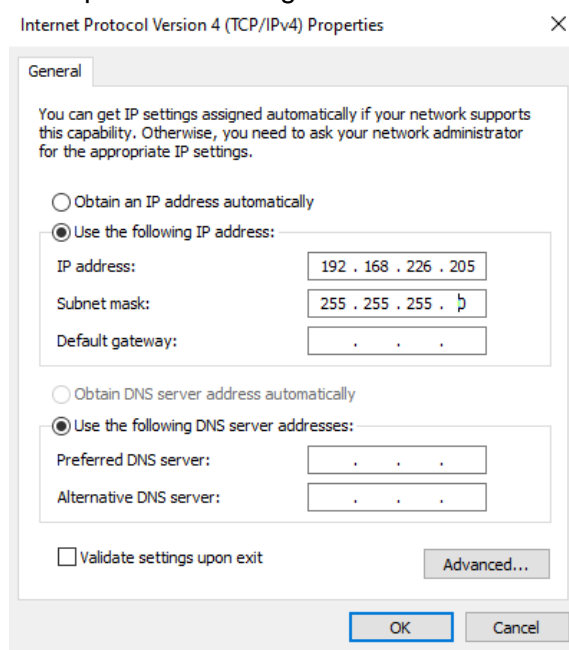 Internet Protocol Version 4 (TCP/IPv4) Properties
General
You can get IP settings assigned automatically if your network supports
this capability. Otherwise, you need to ask your network administrator
for the appropriate IP settings.
Obtain an IP address automatically
Use the following IP address:
IP address: 192 . 168 . 226 . 205
Subnet mask: 255 . 255 . 255 . 0
Default gateway: . . .
Obtain DNS server address automatically
Use the following DNS server addresses:
Preferred DNS server: . . .
Alternative DNS server: . . .
Validate settings upon exit
Advanced...
OK Cancel